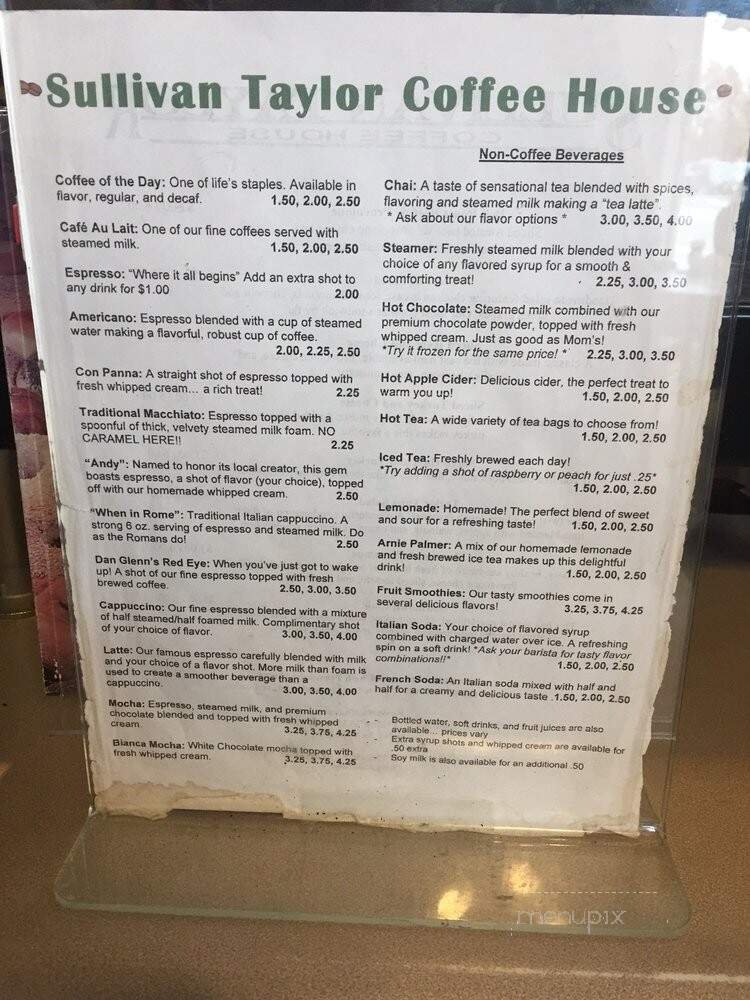 Sullivan Taylor Coffee House
Coffee of the Day: One of life's staples. Available in
flavor, regular, and decaf. 1.50, 2.00, 2.50
Café Au Lait: One of our fine coffees served with
steamed milk. 1.50, 2.00, 2.50
Espresso: "Where it all begins" Add an extra shot to
any drink for $1.00 2.00
Americano: Espresso blended with a cup of steamed
water making a flavorful, robust cup of coffee.
2.00, 2.25, 2.50
Con Panna: A straight shot of espresso topped with
fresh whipped cream... a rich treat! 2.25
Traditional Macchiato: Espresso topped with a
spoonful of thick, velvety steamed milk foam. NO
CARAMEL HERE!! 2.25
"Andy": Named to honor its local creator, this gem
boasts espresso, a shot of flavor (your choice), topped
off with our homemade whipped cream. 2.50
"When in Rome": Traditional Italian cappuccino. A
strong 6 oz. serving of espresso and steamed milk. Do
as the Romans do! 2.50
Dan Glenn's Red Eye: When you've just got to wake
up! A shot of our fine espresso topped with fresh
brewed coffee. 2.50, 3.00, 3.50
Cappuccino: Our fine espresso blended with a mixture
of half steamed/half foamed milk. Complimentary shot
of your choice of flavor. 3.00, 3.50, 4.00
Latte: Our famous espresso carefully blended with milk
and your choice of a flavor shot. More milk than foam is
used to create a smoother beverage than a
cappuccino. 3.00, 3.50, 4.00
Mocha: Espresso, steamed milk, and premium
chocolate blended and topped with fresh whipped
cream. 3.25, 3.75, 4.25
Bianca Mocha: White Chocolate mocha topped with
fresh whipped cream. 3.25, 3.75, 4.25
Non-Coffee Beverages
Chai: A taste of sensational tea blended with spices,
flavoring and steamed milk making a "tea latte".
* Ask about our flavor options * 3.00, 3.50, 4.00
Steamer: Freshly steamed milk blended with your
choice of any flavored syrup for a smooth &
comforting treat! 2.25, 3.00, 3.50
Hot Chocolate: Steamed milk combined with our
premium chocolate powder, topped with fresh
whipped cream. Just as good as Mom's!
*Try it frozen for the same price! * 2.25, 3.00, 3.50
Hot Apple Cider: Delicious cider, the perfect treat to
warm you up! 1.50, 2.00, 2.50
Hot Tea: A wide variety of tea bags to choose from!
1.50, 2.00, 2.50
Iced Tea: Freshly brewed each day!
*Try adding a shot of raspberry or peach for just .25*
1.50, 2.00, 2.50
Lemonade: Homemade! The perfect blend of sweet
and sour for a refreshing taste! 1.50, 2.00, 2.50
Arnie Palmer: A mix of our homemade lemonade
and fresh brewed ice tea makes up this delightful
drink! 1.50, 2.00, 2.50
Fruit Smoothies: Our tasty smoothies come in
several delicious flavors! 3.25, 3.75, 4.25
Italian Soda: Your choice of flavored syrup
combined with charged water over ice. A refreshing
spin on a soft drink! *Ask your barista for tasty flavor
combinations!!* 1.50, 2.00, 2.50
French Soda: An Italian soda mixed with half and
half for a creamy and delicious taste .1.50, 2.00, 2.50
- Bottled water, soft drinks, and fruit juices are also
available... prices vary
- Extra syrup shots and whipped cream are available for
.50 extra
- Soy milk is also available for an additional .50
menupix